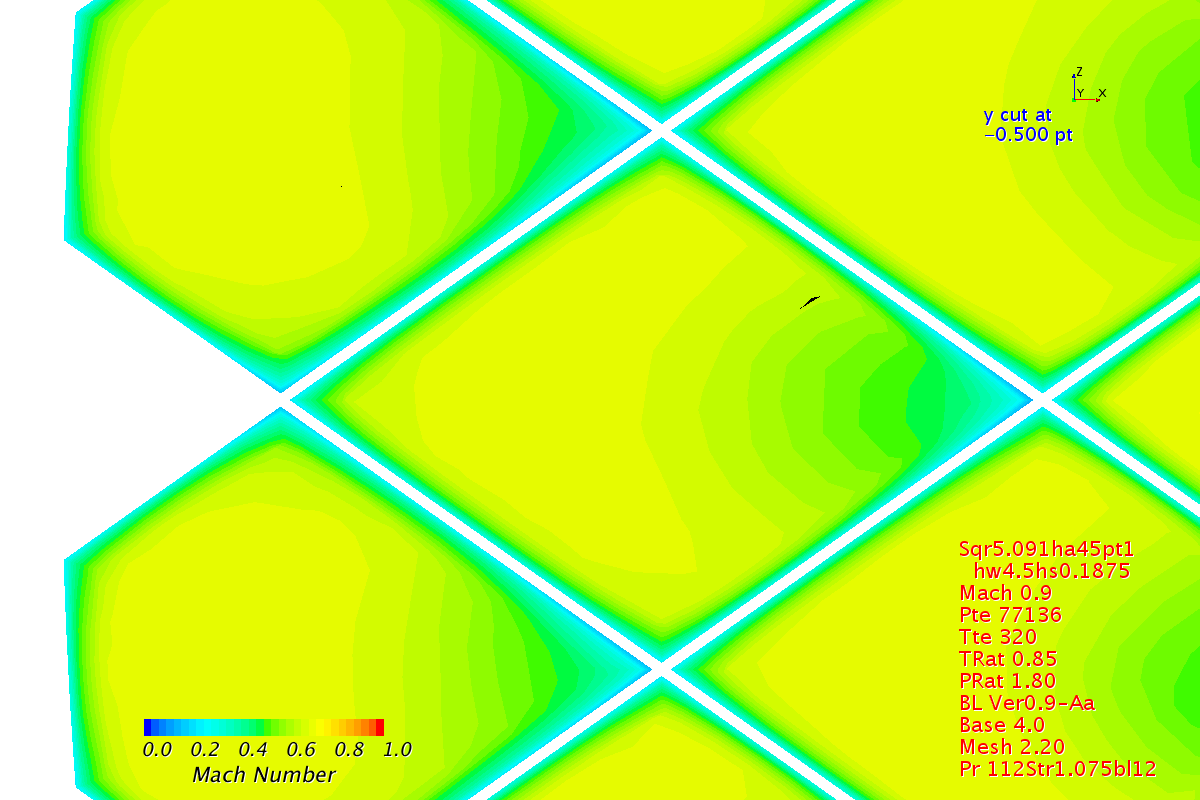 Z
Y X
y cut at
−0.500 pt
Sqr5.091ha45pt1
hw4.5hs0.1875
Mach 0.9
Pte 77136
Tte 320
TRat 0.85
PRat 1.80
BL Ver0.9−Aa
Base 4.0
Mesh 2.20
Pr 112Str1.075bl12
0.0 0.2 0.4 0.6 0.8 1.0
Mach Number